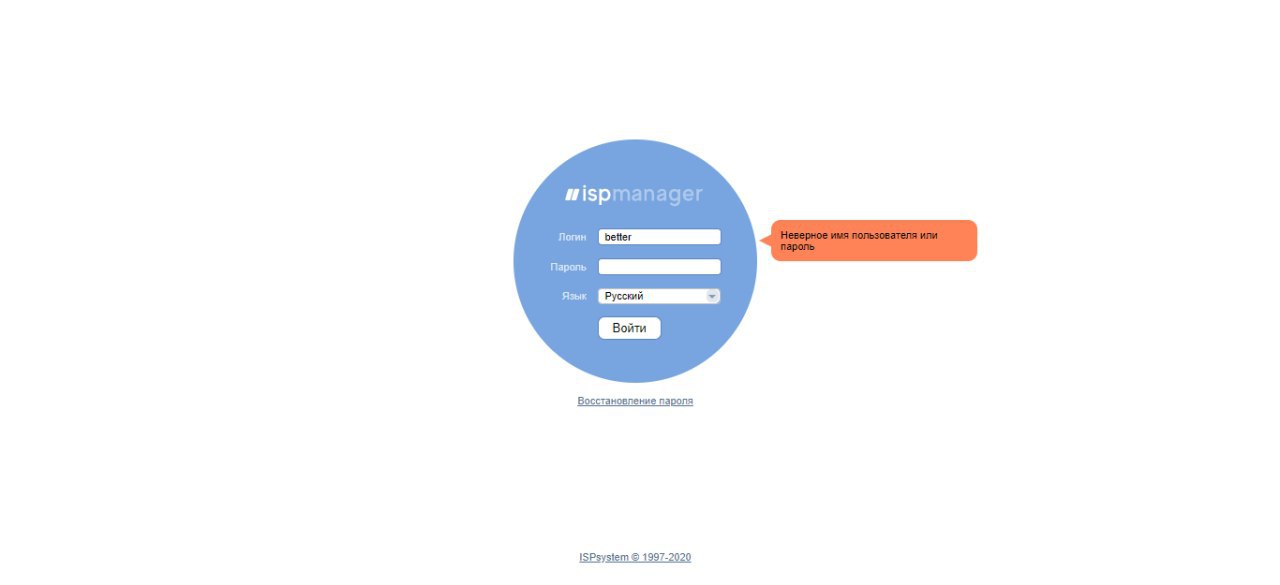 ispmanager
Логин better
Неверное имя пользователя или
пароль
Пароль
Язык Русский
Войти
Восстановление пароля
ISPsystem © 1997-2020